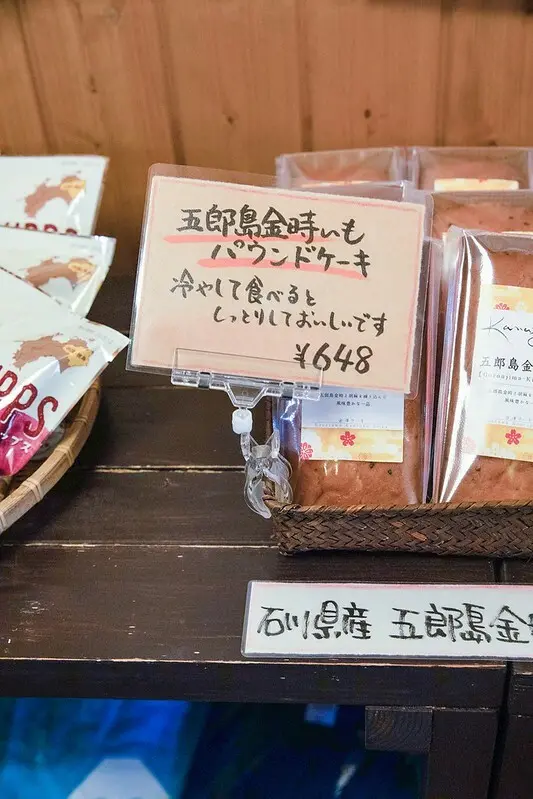 五郎島金時いも
パウンドケーキ
冷やして食べると
しっとりしておいしいです
¥648
石川県産 五郎島金
五郎島金